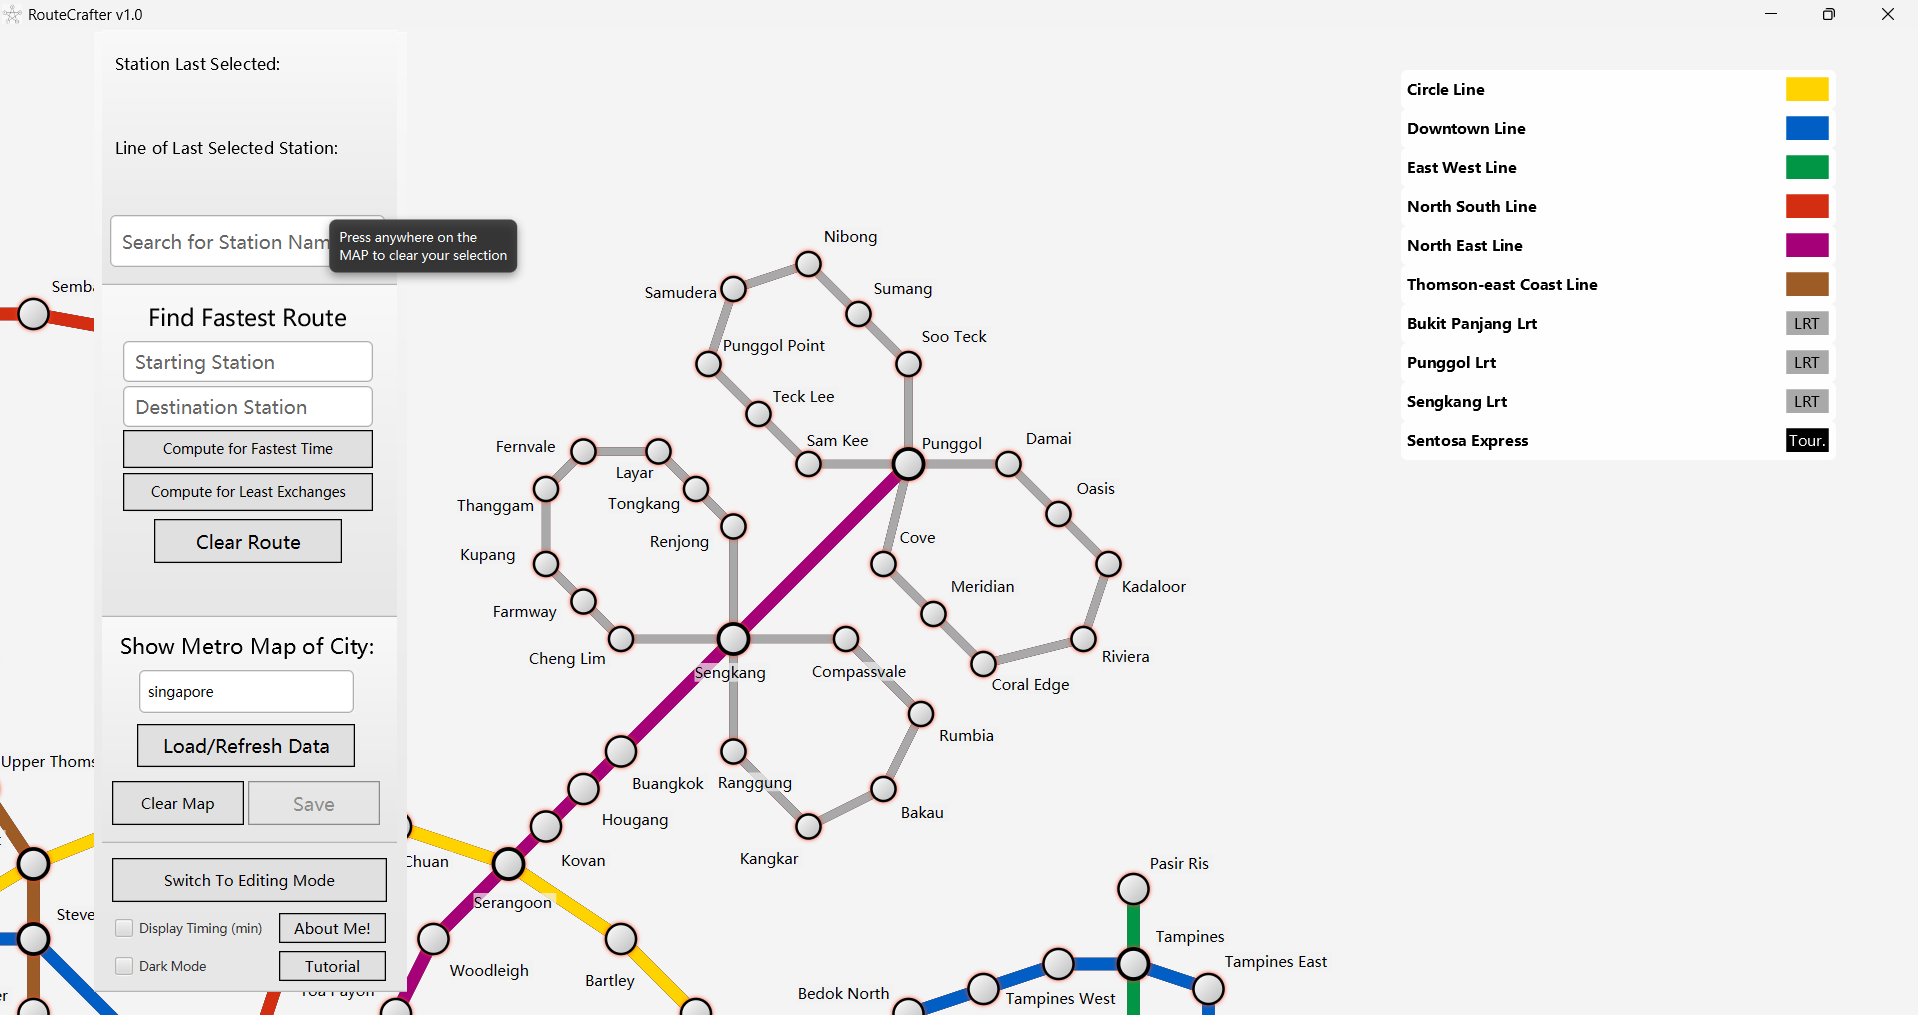 RouteCrafter v1.0
Station Last Selected:
Line of Last Selected Station:
Search for Station Nam
Press anywhere on the
MAP to clear your selection
Find Fastest Route
Starting Station
Destination Station
Compute for Fastest Time
Compute for Least Exchanges
Clear Route
Show Metro Map of City:
singapore
Load/Refresh Data
Clear Map
Save
Switch To Editing Mode
Display Timing (min)
About Me!
Dark Mode
Tutorial
Circle Line
Downtown Line
East West Line
North South Line
North East Line
Thomson-east Coast Line
Bukit Panjang Lrt
LRT
Punggol Lrt
LRT
Sengkang Lrt
LRT
Sentosa Express
Tour.
Nibong
Samudera
Sumang
Soo Teck
Punggol Point
Teck Lee
Sam Kee
Punggol
Damai
Fernvale
Layar
Oasis
Thanggam
Tongkang
Renjong
Cove
Kupang
Meridian
Kadaloor
Farmway
Cheng Lim
Sengkang
Compassvale
Riviera
Coral Edge
Rumbia
Buangkok
Ranggung
Hougang
Bakau
Kovan
Kangkar
Chuan
Serangoon
Woodleigh
Bartley
Pasir Ris
Tampines
Tampines East
Bedok North
Tampines West
Semba
Upper Thoms
Steve
er
Toa Payoh